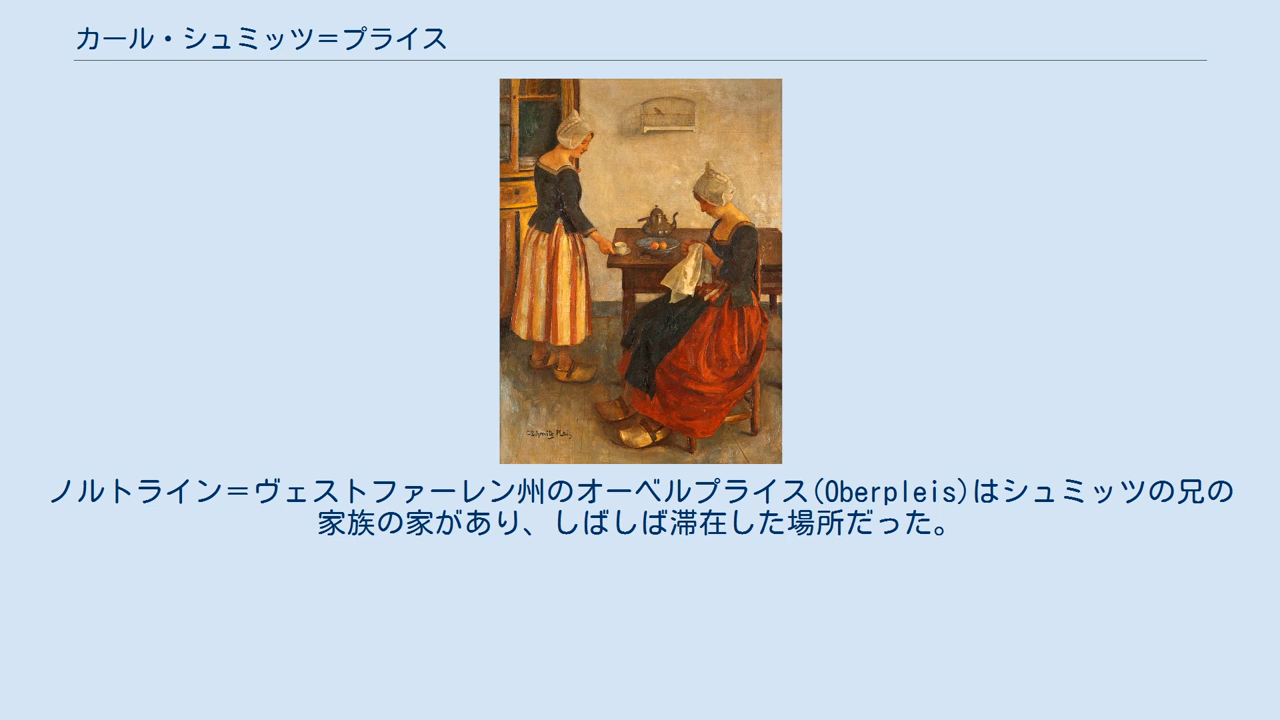 カール・シュミッツ＝プライス
ノルトライン＝ヴェストファーレン州のオーベルプライス(Oberpleis)はシュミッツの兄の
家族の家があり、しばしば滞在した場所だった。